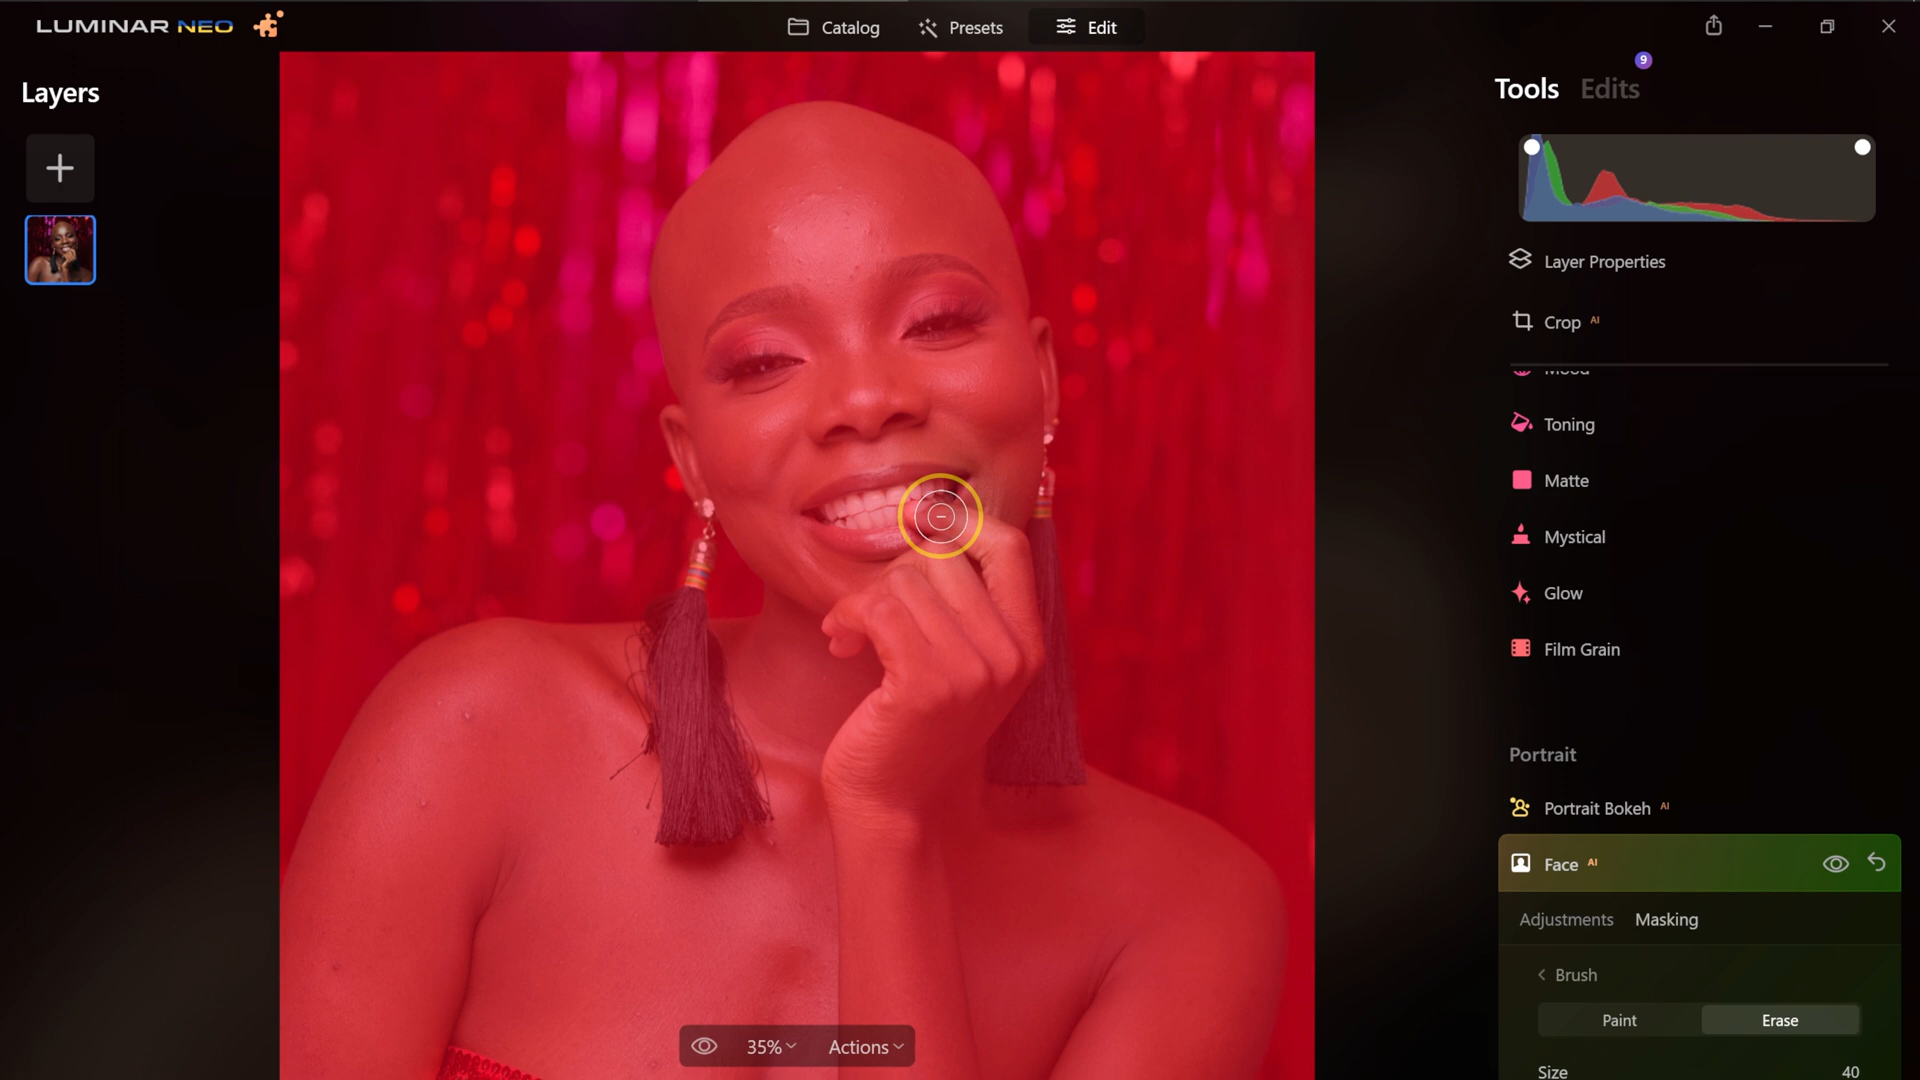 LUMINAR NEO
Catalog
Presets
Edit
Layers
Tools
Edits
9
Layer Properties
Crop AI
Mood
Toning
Matte
Mystical
Glow
Film Grain
Portrait
Portrait Bokeh AI
Face AI
Adjustments
Masking
Brush
Paint
Erase
Size
40
35%
Actions